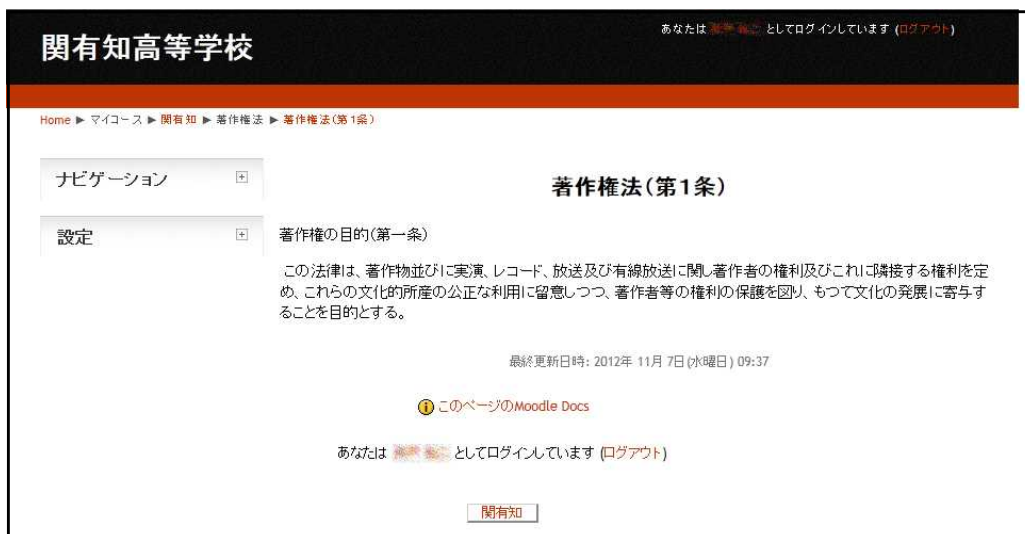 関有知高等学校
あなたは としてログインしています (ログアウト)
Home ▶ マイコース ▶ 関有知 ▶ 著作権法 ▶ 著作権法(第1条)
ナビゲーション
著作権法(第1条)
設定
著作権の目的(第一条)
この法律は、著作物並びに実演、レコード、放送及び有線放送に関し著作者の権利及びこれに隣接する権利を定
め、これらの文化的所産の公正な利用に留意しつつ、著作者等の権利の保護を図り、もつて文化の発展に寄与す
ることを目的とする。
最終更新日時: 2012年 11月 7日(水曜日) 09:37
このページのMoodle Docs
あなたは としてログインしています (ログアウト)
関有知